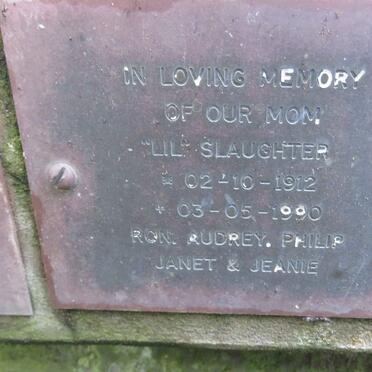 IN LOVING MEMORY
OF OUR MOM
"LIL" SLAUGHTER
* 02-10-1912
+ 03-05-1990
RON. AUDREY. PHILIP
JANET & JEANIE